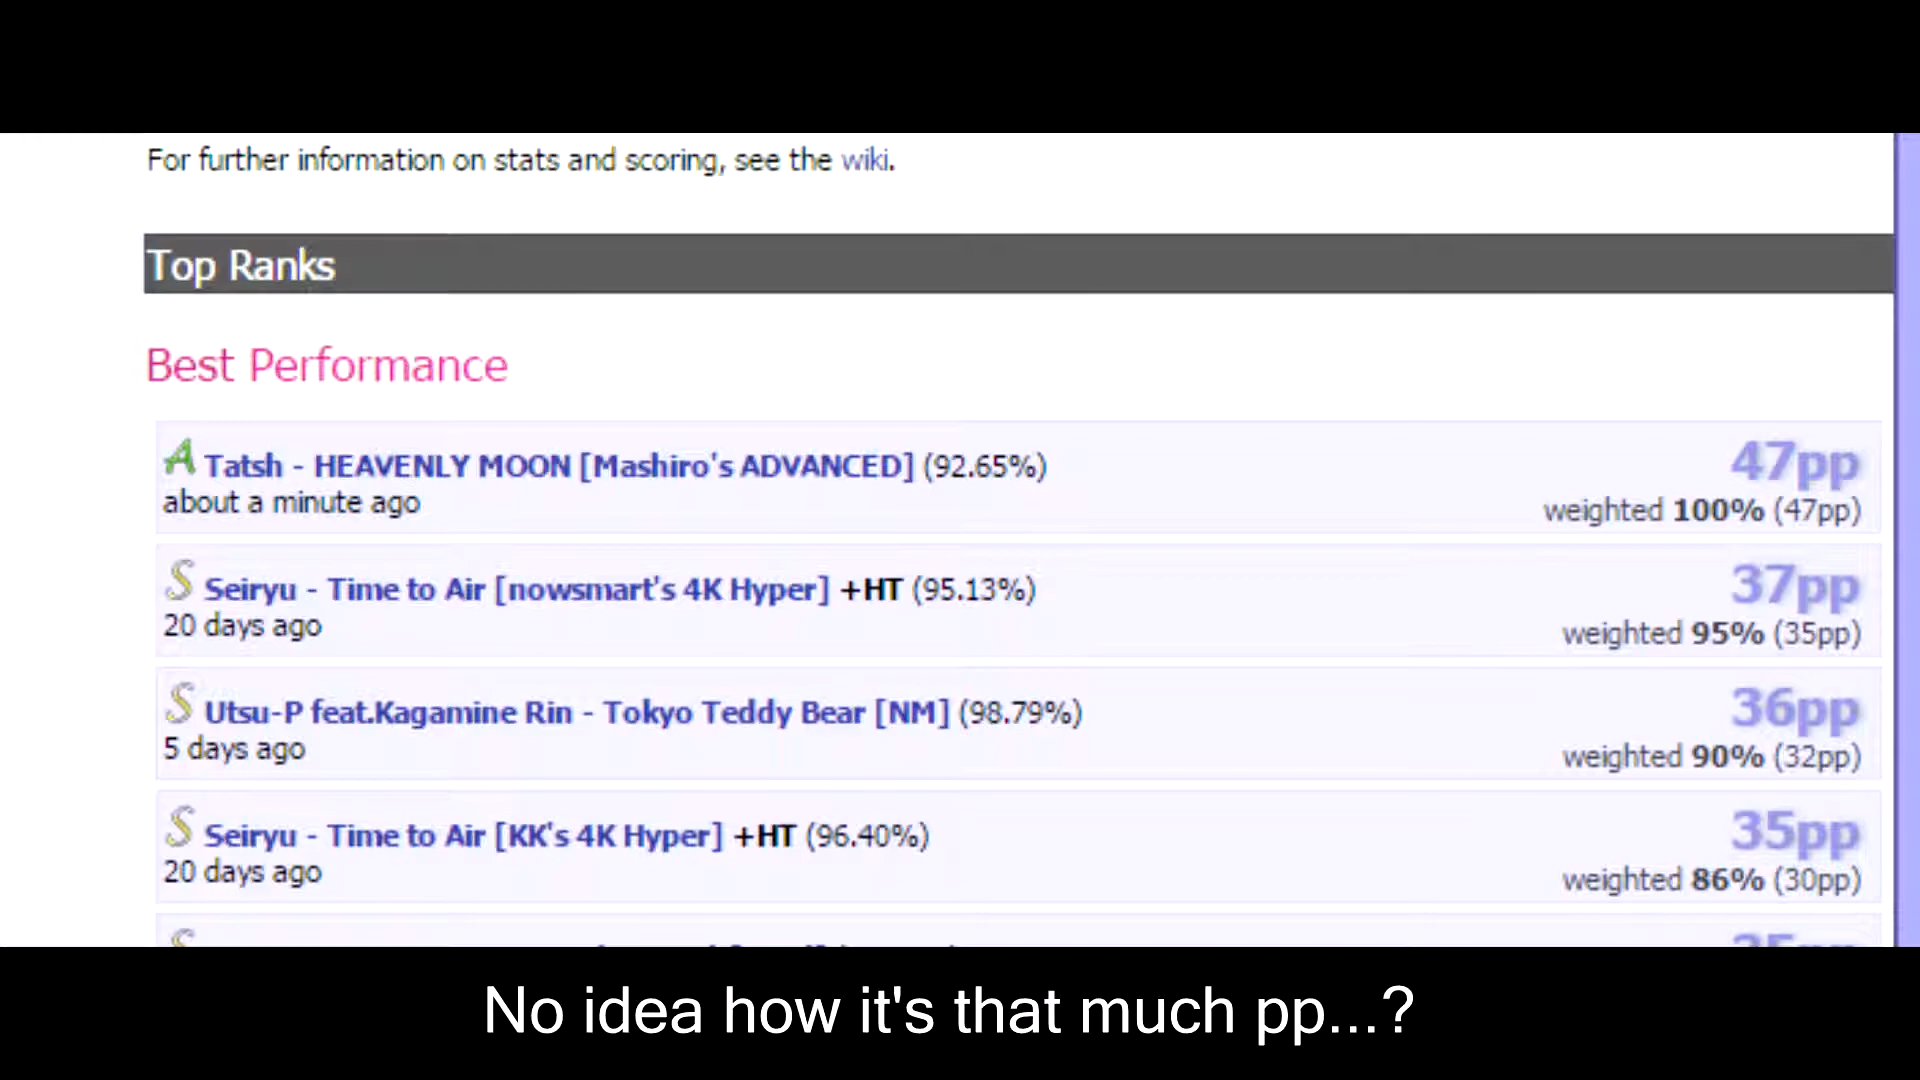 For further information on stats and scoring, see the wiki.
Top Ranks
Best Performance
A Tatsh - HEAVENLY MOON [Mashiro's ADVANCED] (92.65%)
47pp
about a minute ago
weighted 100% (47pp)
S Seiryu - Time to Air [nowsmart's 4K Hyper] +HT (95.13%)
37pp
20 days ago
weighted 95% (35pp)
S Utsu-P feat.Kagamine Rin - Tokyo Teddy Bear [NM] (98.79%)
36pp
5 days ago
weighted 90% (32pp)
S Seiryu - Time to Air [KK's 4K Hyper] +HT (96.40%)
35pp
20 days ago
weighted 86% (30pp)
No idea how it's that much pp...?